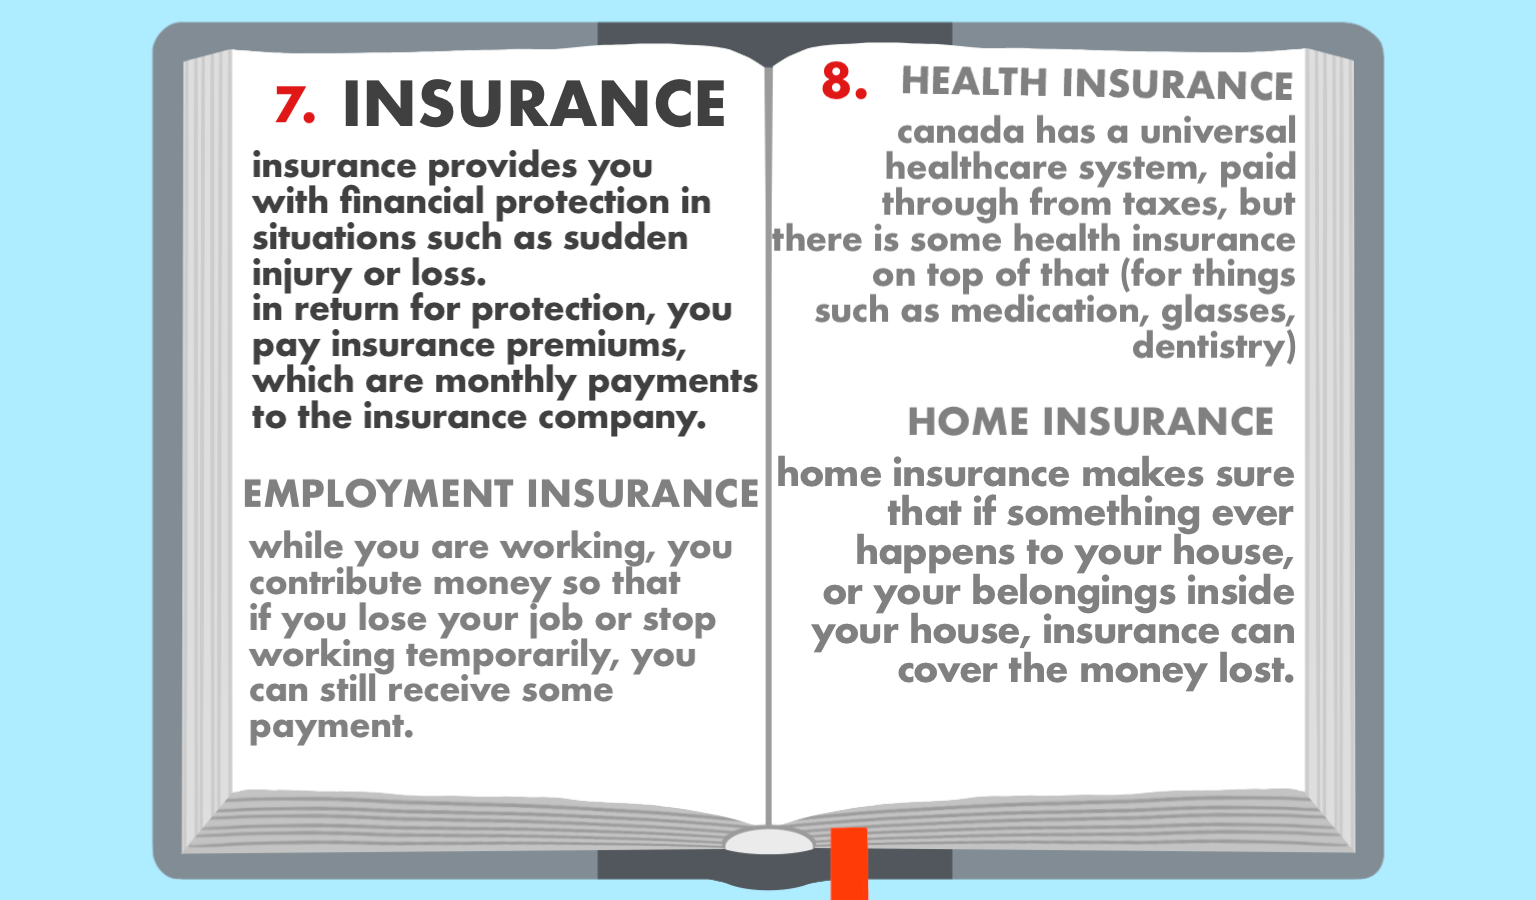 7. INSURANCE
insurance provides you
with financial protection in
situations such as sudden
injury or loss.
in return for protection, you
pay insurance premiums,
which are monthly payments
to the insurance company.
EMPLOYMENT INSURANCE
while you are working, you
contribute money so that
if you lose your job or stop
working temporarily, you
can still receive some
payment.
8. HEALTH INSURANCE
canada has a universal
healthcare system, paid
through from taxes, but
there is some health insurance
on top of that (for things
such as medication, glasses,
dentistry)
HOME INSURANCE
home insurance makes sure
that if something ever
happens to your house,
or your belongings inside
your house, insurance can
cover the money lost.